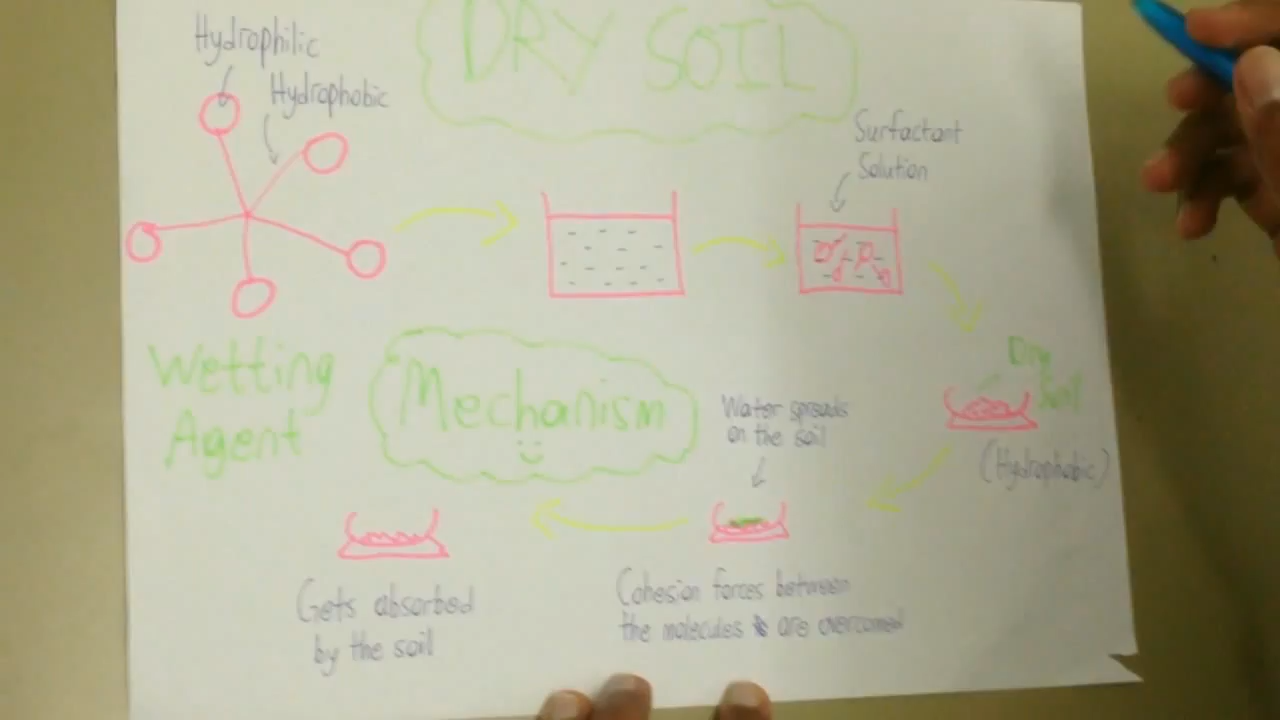 DRY SOIL
Hydrophilic
Hydrophobic
Surfactant
Solution
Wetting
Agent
Mechanism
Dry
Soil
(Hydrophobic)
Water spreads
on the soil
Cohesion forces between
the molecules are overcomed
Gets absorbed
by the soil